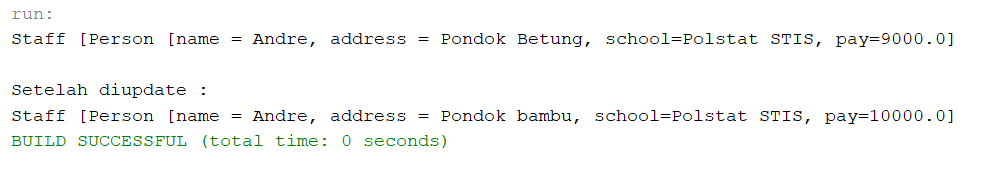 run:
Staff [Person [name = Andre, address = Pondok Betung, school=Polstat STIS, pay=9000.0]
Setelah diupdate :
Staff [Person [name = Andre, address = Pondok bambu, school=Polstat STIS, pay=10000.0]
BUILD SUCCESSFUL (total time: 0 seconds)